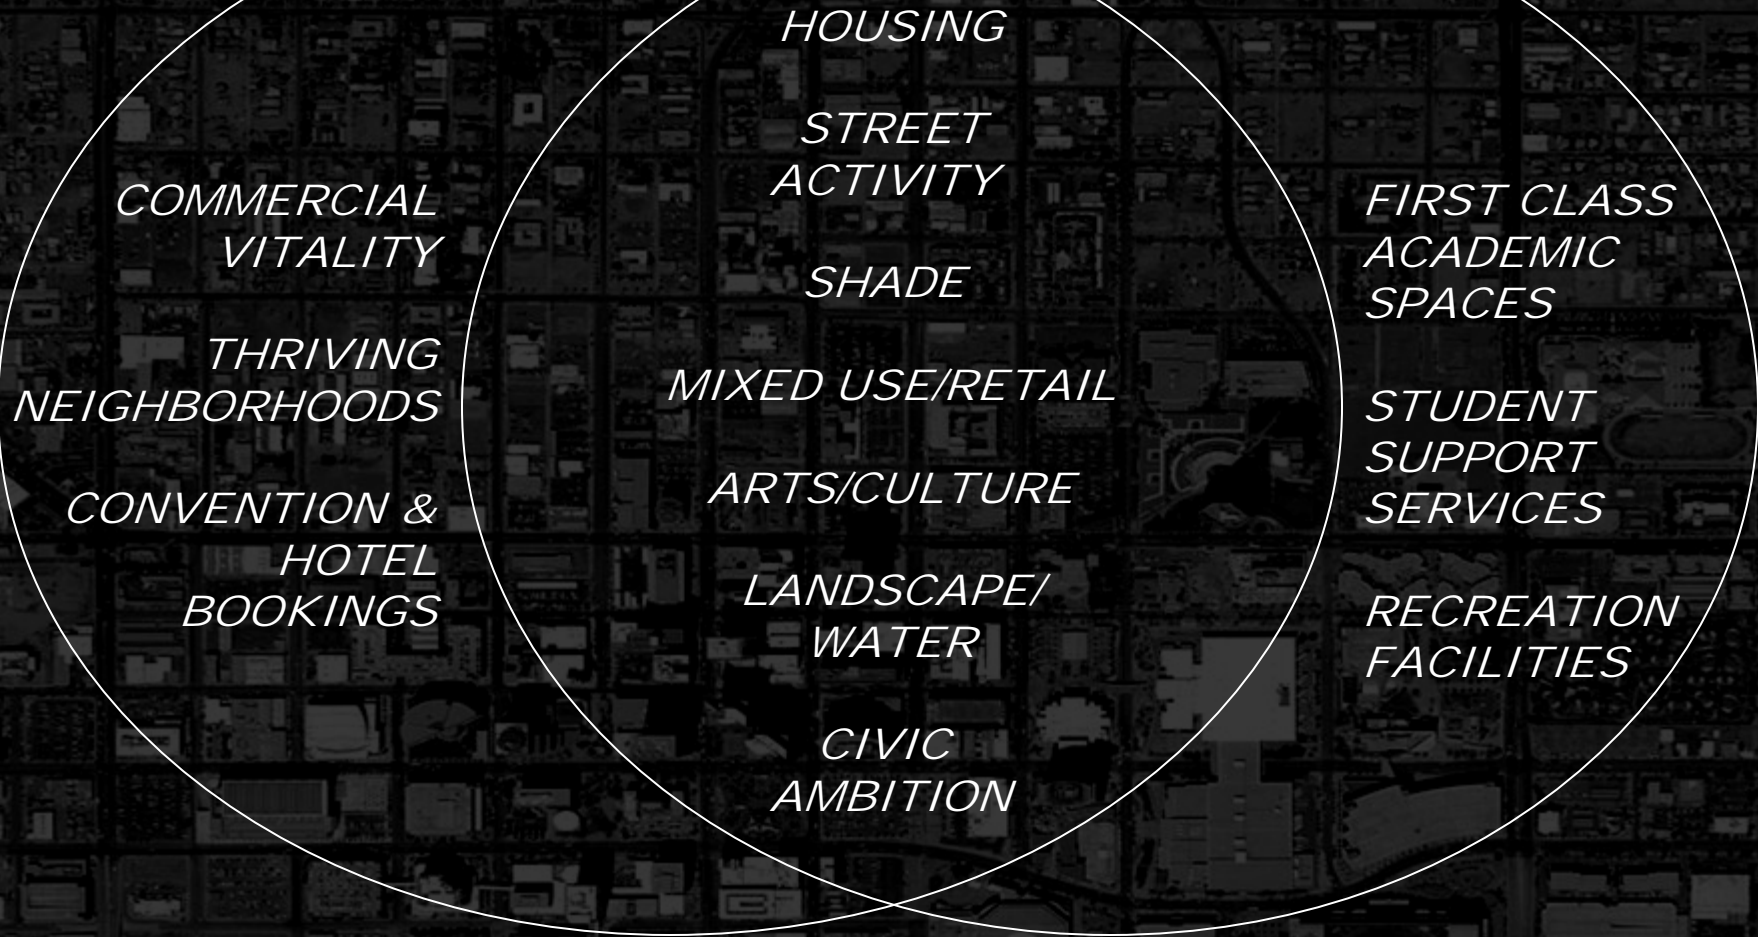 COMMERCIAL
VITALITY
THRIVING
NEIGHBORHOODS
CONVENTION &
HOTEL
BOOKINGS
HOUSING
STREET
ACTIVITY
SHADE
MIXED USE/RETAIL
ARTS/CULTURE
LANDSCAPE/
WATER
CIVIC
AMBITION
FIRST CLASS
ACADEMIC
SPACES
STUDENT
SUPPORT
SERVICES
RECREATION
FACILITIES